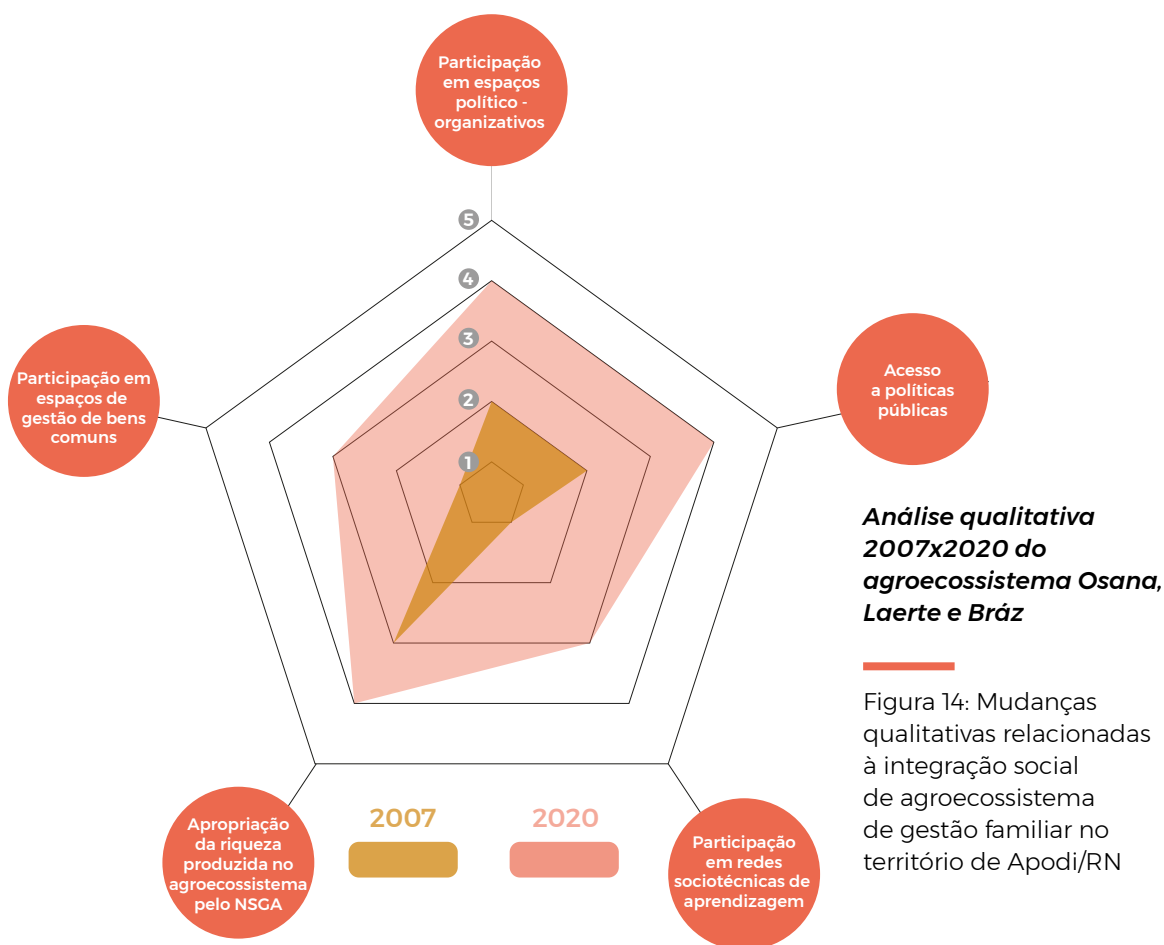 Participação
em espaços
político -
organizativos
5
4
3
2
1
Participação em
espaços de
gestão de bens
comuns
Acesso
a políticas
públicas
Análise qualitativa
2007x2020 do
agroecossistema Osana,
Laerte e Bráz
Figura 14: Mudanças
qualitativas relacionadas
à integração social
de agroecossistema
de gestão familiar no
território de Apodi/RN
Apropriação
da riqueza
produzida no
agroecossistema
pelo NSGA
2007
2020
Participação
em redes
sociotécnicas de
aprendizagem